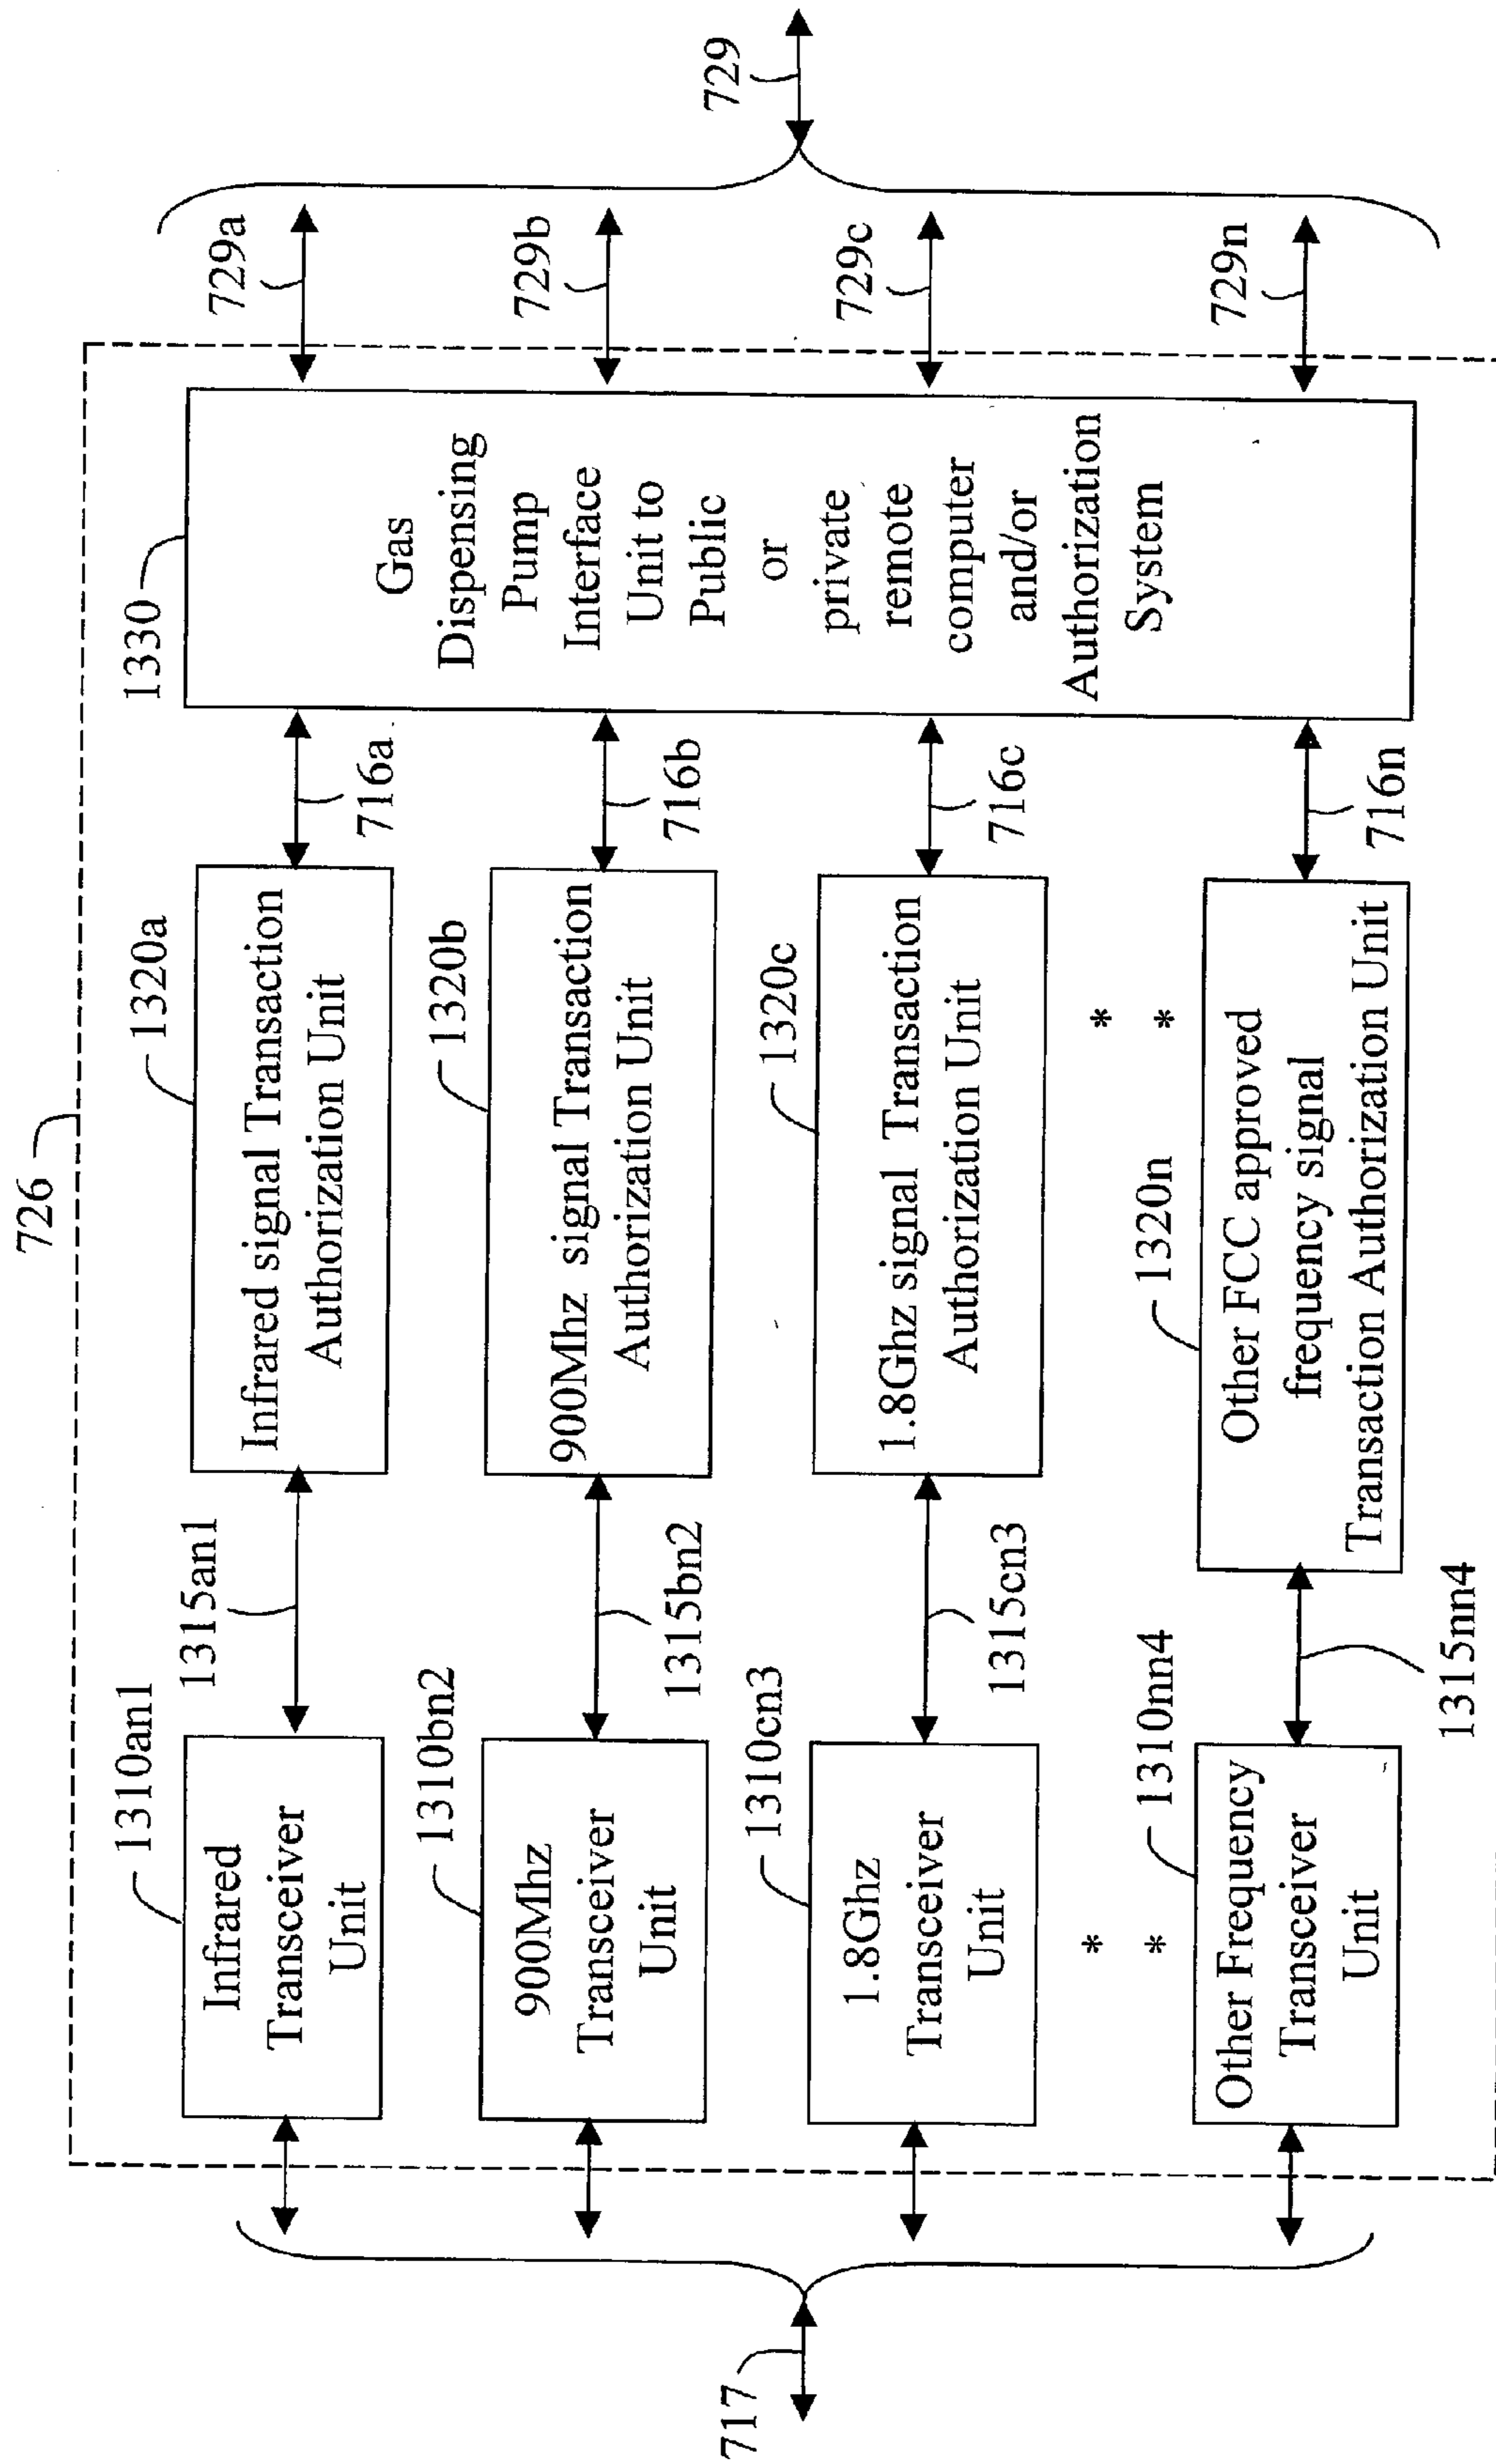 726
717
1310an1
Infrared
Transceiver
Unit
1315an1
1320a
Infrared signal Transaction
Authorization Unit
716a
1310bn2
900Mhz
Transceiver
Unit
1315bn2
1320b
900Mhz signal Transaction
Authorization Unit
716b
1310cn3
1.8Ghz
Transceiver
Unit
1315cn3
1320c
1.8Ghz signal Transaction
Authorization Unit
716c
*
*
*
*
1310nn4
Other Frequency
Transceiver
Unit
1315nn4
1320n
Other FCC approved
frequency signal
Transaction Authorization Unit
716n
1330
Gas
Dispensing
Pump
Interface
Unit to
Public
or
private
remote
computer
and/or
Authorization
System
729a
729b
729c
729n
729